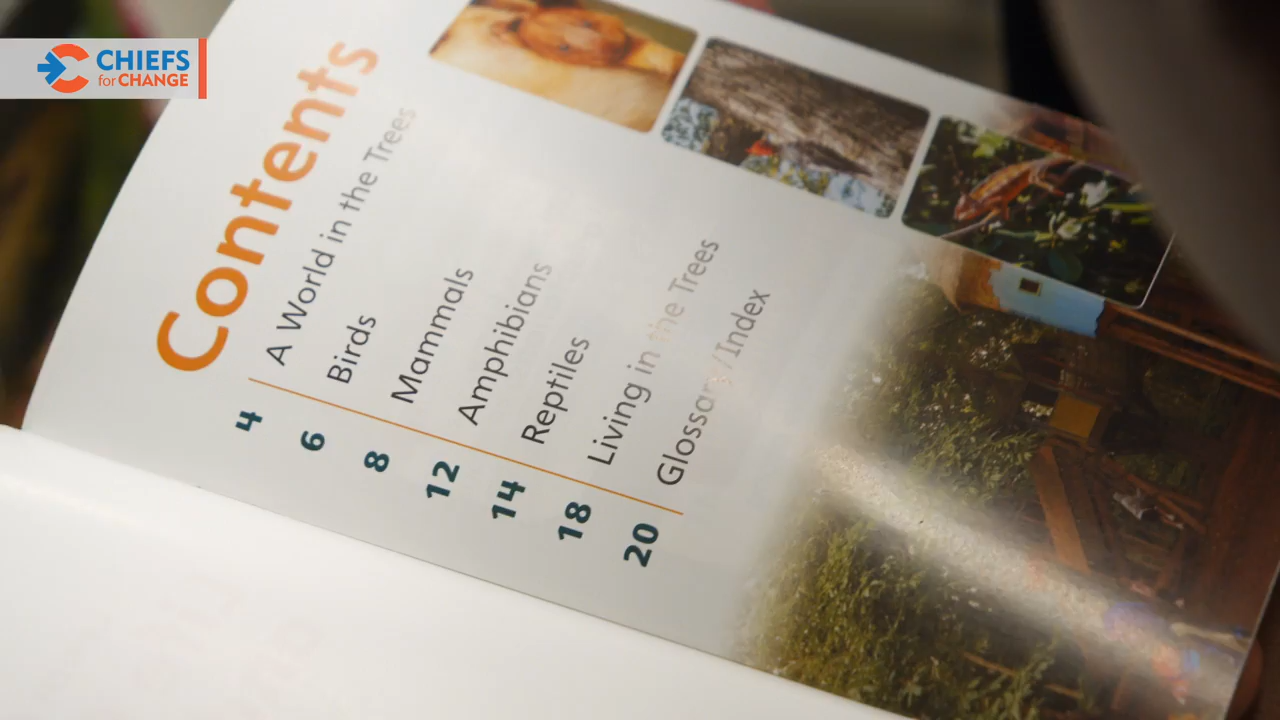 CHIEFS
for CHANGE
Contents
4 A World in the Trees
6 Birds
8 Mammals
12 Amphibians
14 Reptiles
18 Living in the Trees
20 Glossary/Index